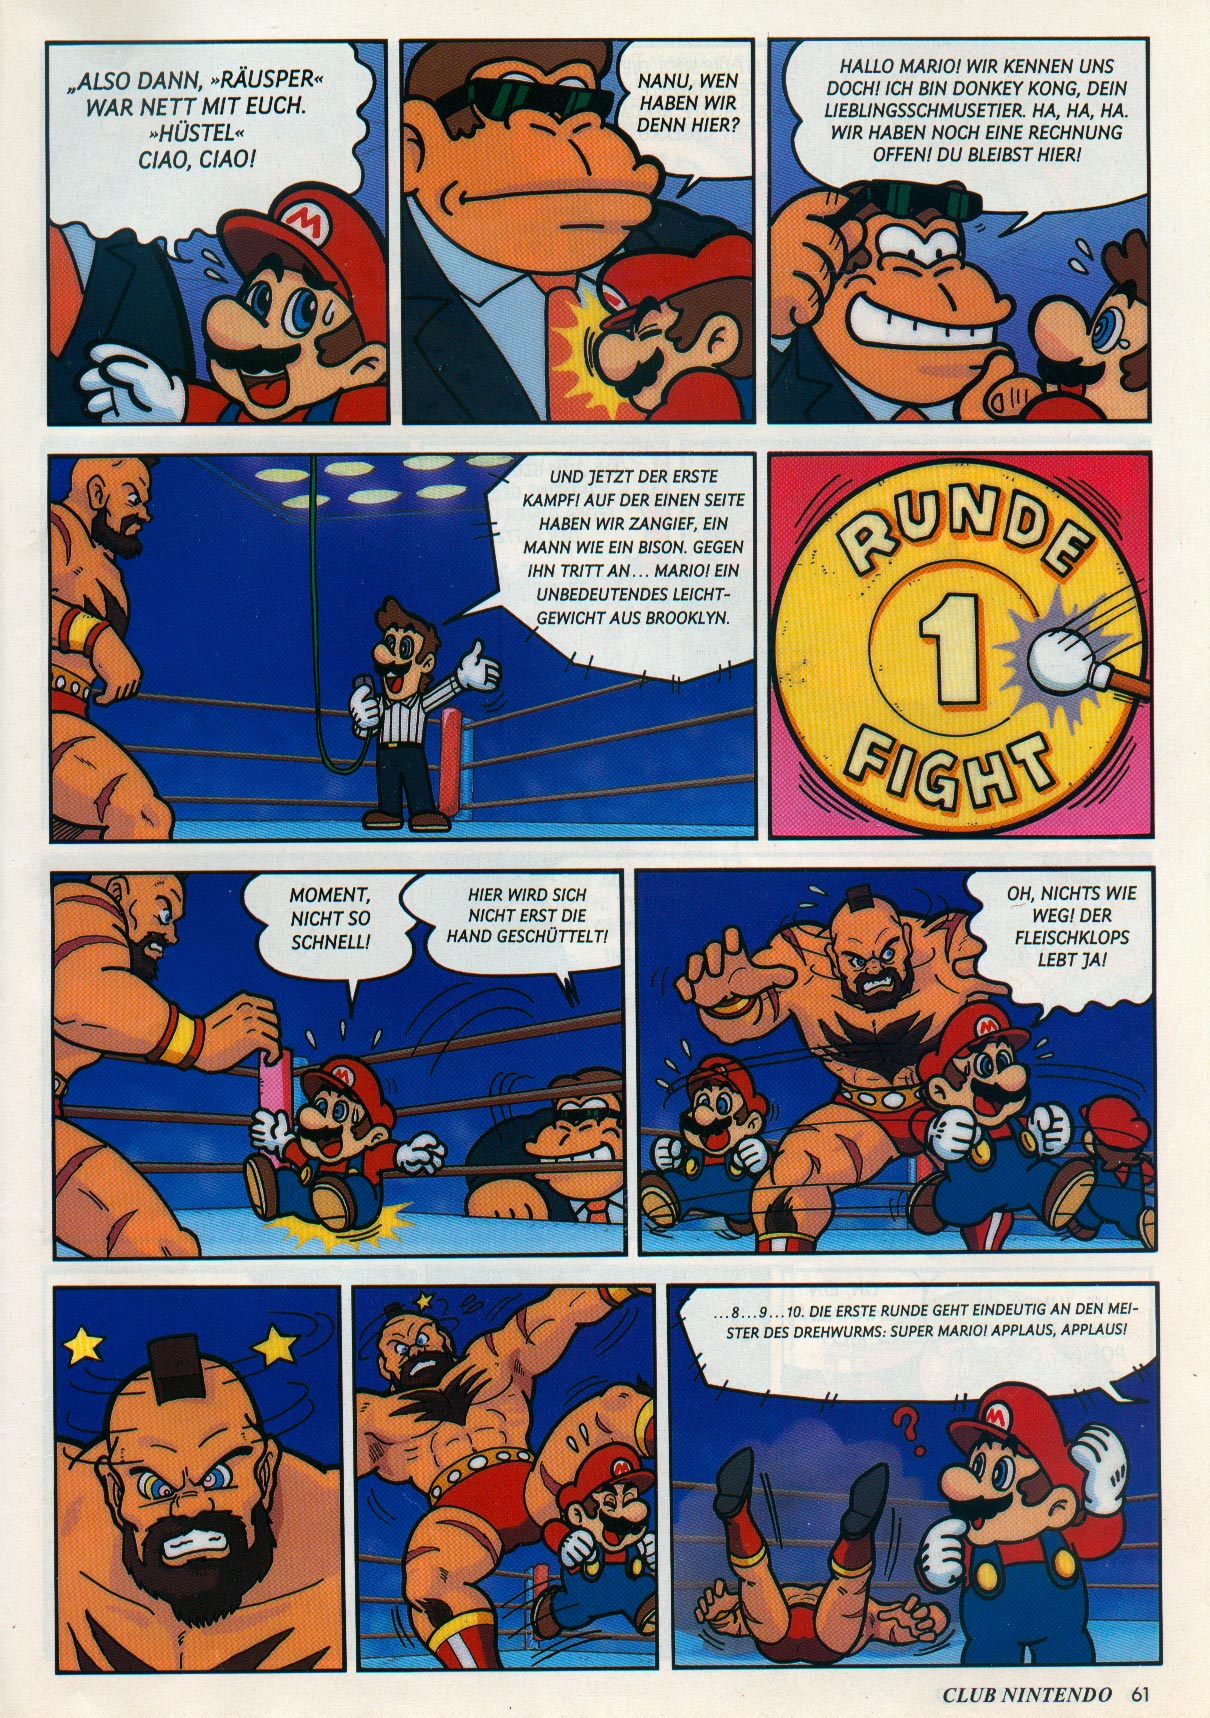 „ALSO DANN, »RÄUSPER«
WAR NETT MIT EUCH.
»HÜSTEL«
CIAO, CIAO!
NANU, WEN
HABEN WIR
DENN HIER?
HALLO MARIO! WIR KENNEN UNS
DOCH! ICH BIN DONKEY KONG, DEIN
LIEBLINGSSCHMUSETIER. HA, HA, HA.
WIR HABEN NOCH EINE RECHNUNG
OFFEN! DU BLEIBST HIER!
M
UND JETZT DER ERSTE
KAMPF! AUF DER EINEN SEITE
HABEN WIR ZANGIEF, EIN
MANN WIE EIN BISON. GEGEN
IHN TRITT AN... MARIO! EIN
UNBEDEUTENDES LEICHT-
GEWICHT AUS BROOKLYN.
RUNDE
1
FIGHT
MOMENT,
NICHT SO
SCHNELL!
HIER WIRD SICH
NICHT ERST DIE
HAND GESCHÜTTELT!
M
OH, NICHTS WIE
WEG! DER
FLEISCHKLOPS
LEBT JA!
M
...8...9...10. DIE ERSTE RUNDE GEHT EINDEUTIG AN DEN MEI-
STER DES DREHWURMS: SUPER MARIO! APPLAUS, APPLAUS!
?
M
M
CLUB NINTENDO 61